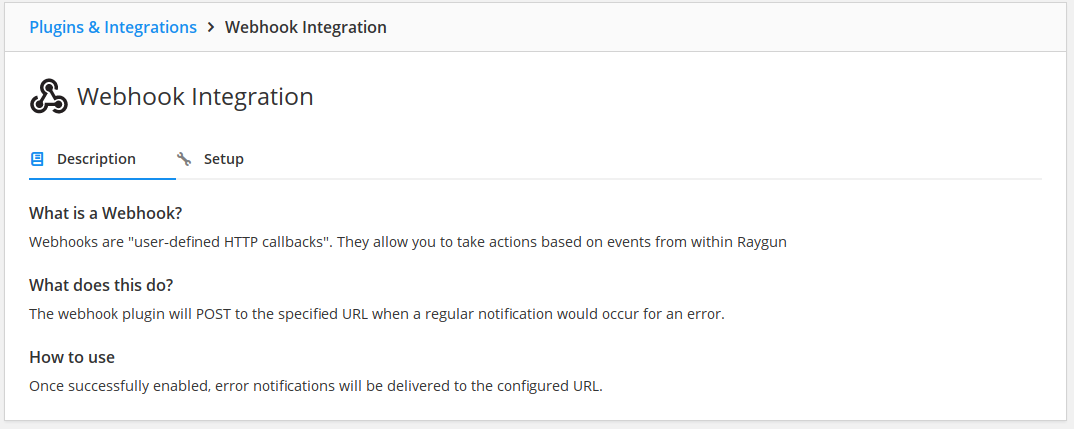 Plugins & Integrations > Webhook Integration
Webhook Integration
Description Setup
What is a Webhook?
Webhooks are "user-defined HTTP callbacks". They allow you to take actions based on events from within Raygun
What does this do?
The webhook plugin will POST to the specified URL when a regular notification would occur for an error.
How to use
Once successfully enabled, error notifications will be delivered to the configured URL.